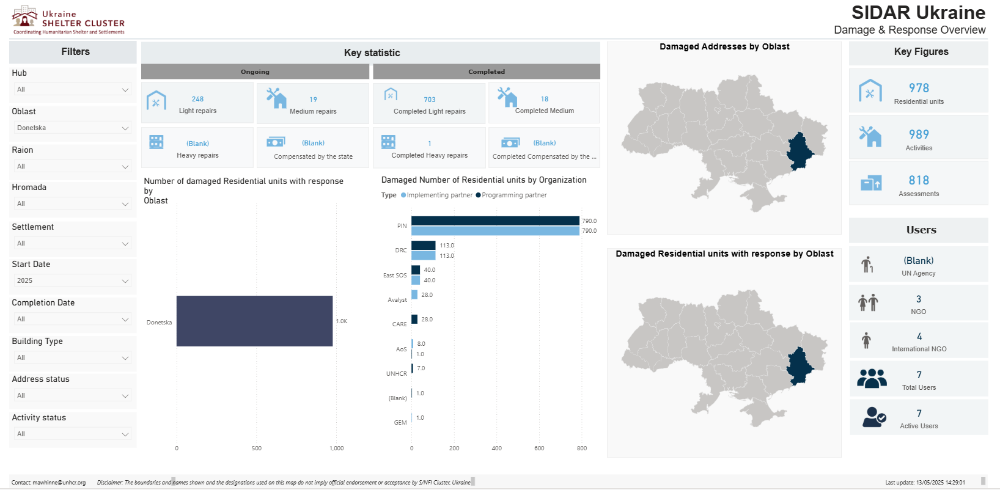 Ukraine
SHELTER CLUSTER
Coordinating Humanitarian Shelter and Settlements
SIDAR Ukraine
Damage & Response Overview
Filters
Hub
All
Oblast
Donetska
Raion
All
Hromada
All
Settlement
All
Start Date
2025
Completion Date
All
Building Type
All
Address status
All
Activity status
All
Key statistic
Ongoing
Completed
248
Light repairs
19
Medium repairs
703
Completed Light repairs
18
Completed Medium
(Blank)
Heavy repairs
(Blank)
Compensated by the state
1
Completed Heavy repairs
(Blank)
Completed Compensated by the ...
Number of damaged Residential units with response
by
Oblast
Donetska
1.0K
0 500 1,000
Damaged Number of Residential units by Organization
Type Implementing partner Programming partner
PIN
790.0
790.0
DRC
113.0
113.0
East SOS
40.0
40.0
Avalyst
28.0
CARE
28.0
AoS
8.0
1.0
UNHCR
7.0
(Blank)
1.0
GEM
1.0
0 200 400 600 800
Damaged Addresses by Oblast
Damaged Residential units with response by Oblast
Key Figures
978
Residential units
989
Activities
818
Assessments
Users
(Blank)
UN Agency
3
NGO
4
International NGO
7
Total Users
7
Active Users
Contact: mawhinne@unhcr.org
Disclaimer: The boundaries and names shown and the designations used on this map do not imply official endorsement or acceptance by S/NFI Cluster, Ukraine
Last update: 13/05/2025 14:29:01